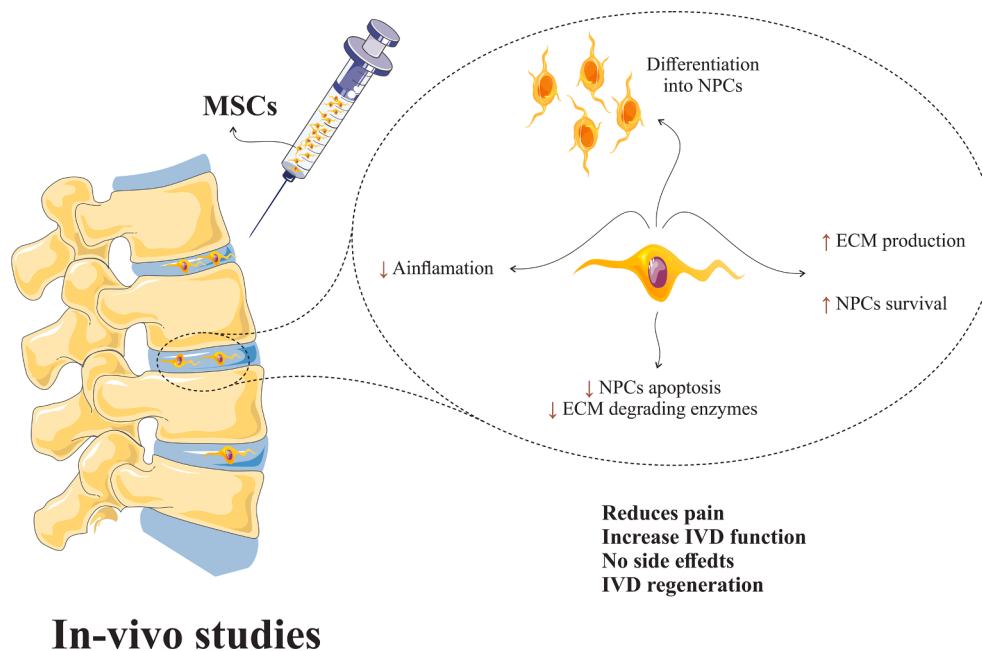 MSCs
Differentiation
into NPCs
↓ Ainflamation
↑ ECM production
↑ NPCs survival
↓ NPCs apoptosis
↓ ECM degrading enzymes
Reduces pain
Increase IVD function
No side effedts
IVD regeneration
In-vivo studies